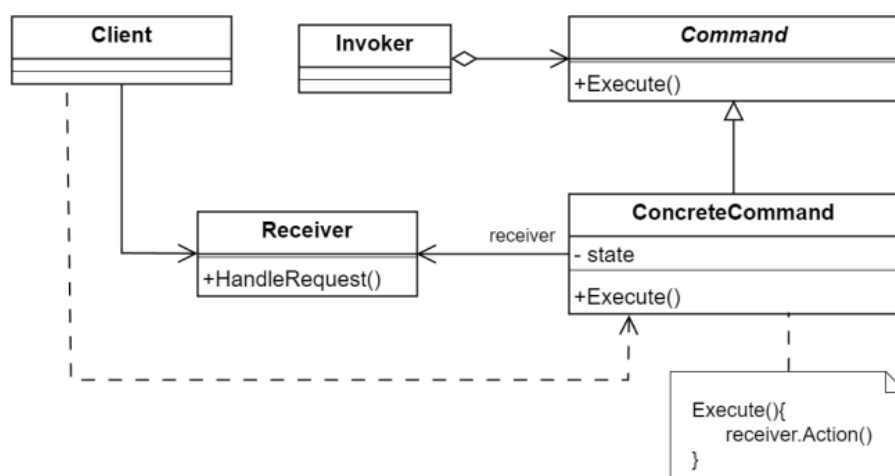 Client
Invoker
Command
+Execute()
Receiver
+HandleRequest()
receiver
ConcreteCommand
- state
+Execute()
Execute(){
receiver.Action()
}